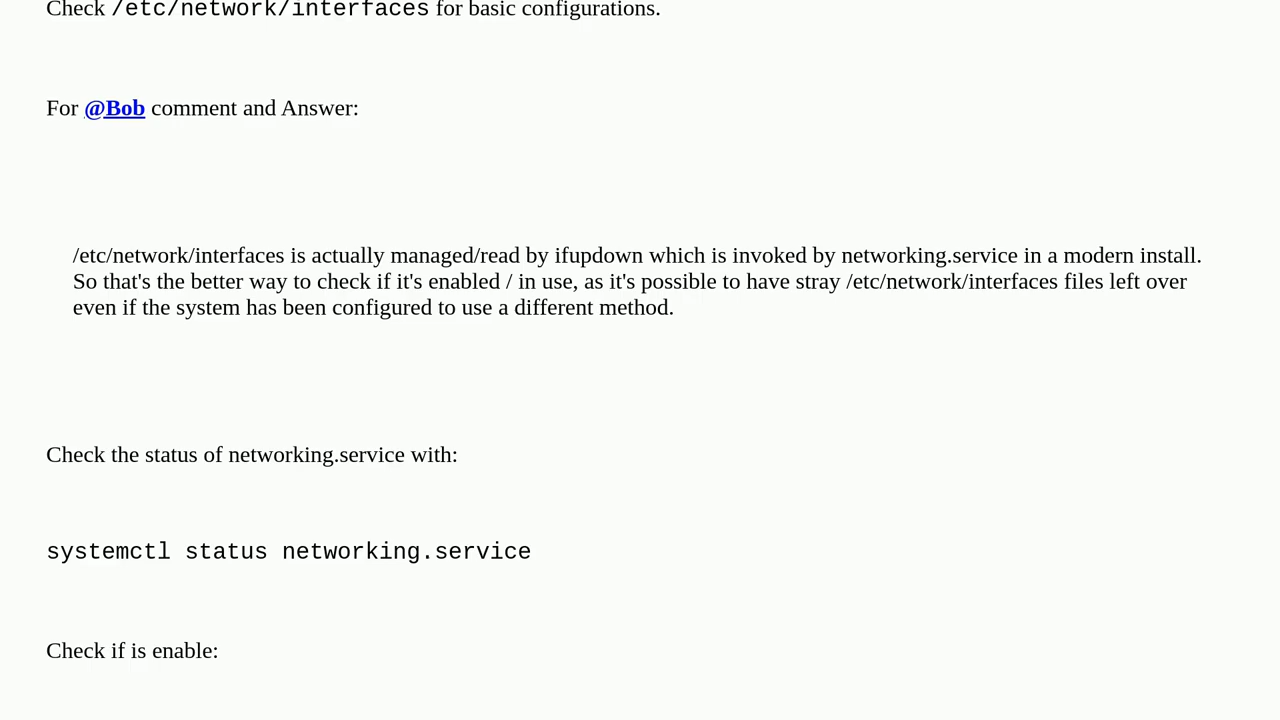 Check /etc/network/interfaces for basic configurations.
For @Bob comment and Answer:
/etc/network/interfaces is actually managed/read by ifupdown which is invoked by networking.service in a modern install.
So that's the better way to check if it's enabled / in use, as it's possible to have stray /etc/network/interfaces files left over
even if the system has been configured to use a different method.
Check the status of networking.service with:
systemctl status networking.service
Check if is enable: